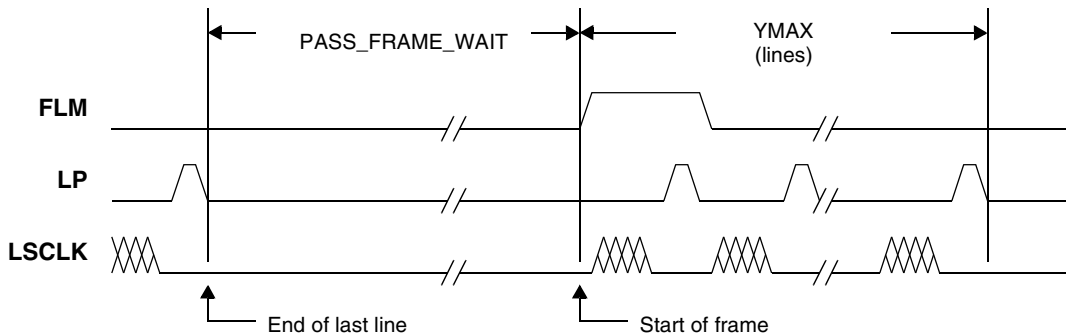 PASS_FRAME_WAIT
YMAX
(lines)
FLM
LP
LSCLK
End of last line
Start of frame